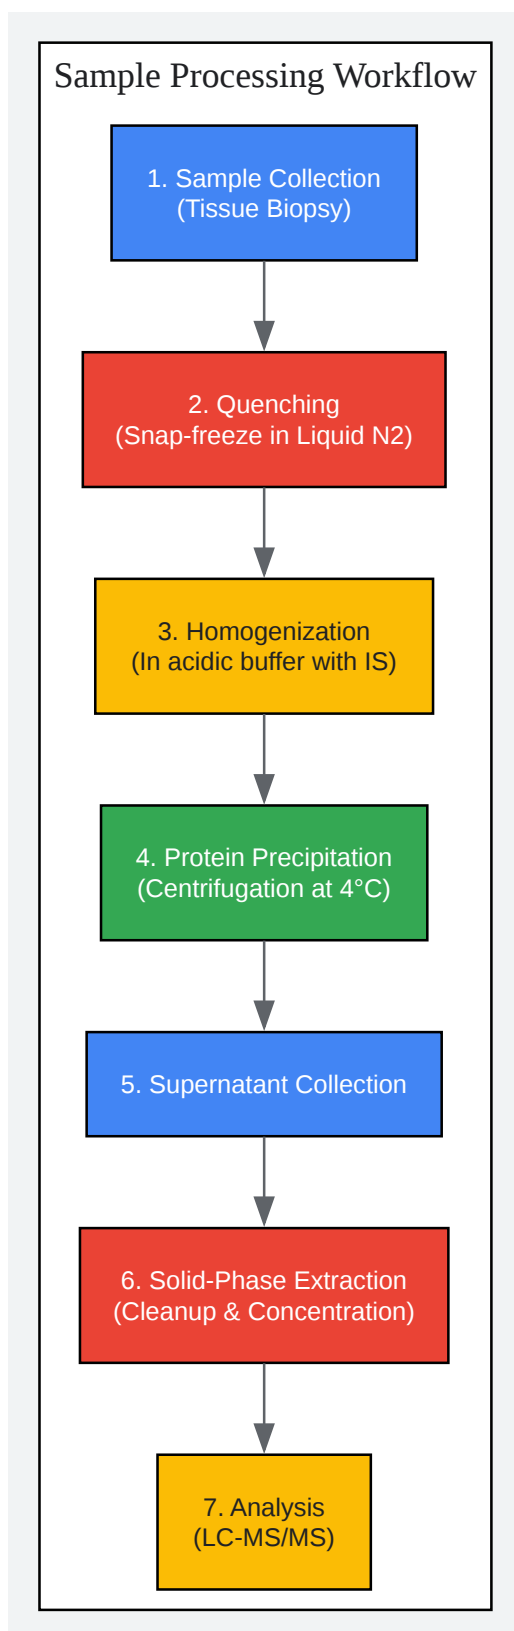 Sample Processing Workflow
1. Sample Collection
(Tissue Biopsy)
2. Quenching
(Snap-freeze in Liquid N2)
3. Homogenization
(In acidic buffer with IS)
4. Protein Precipitation
(Centrifugation at 4°C)
5. Supernatant Collection
6. Solid-Phase Extraction
(Cleanup & Concentration)
7. Analysis
(LC-MS/MS)